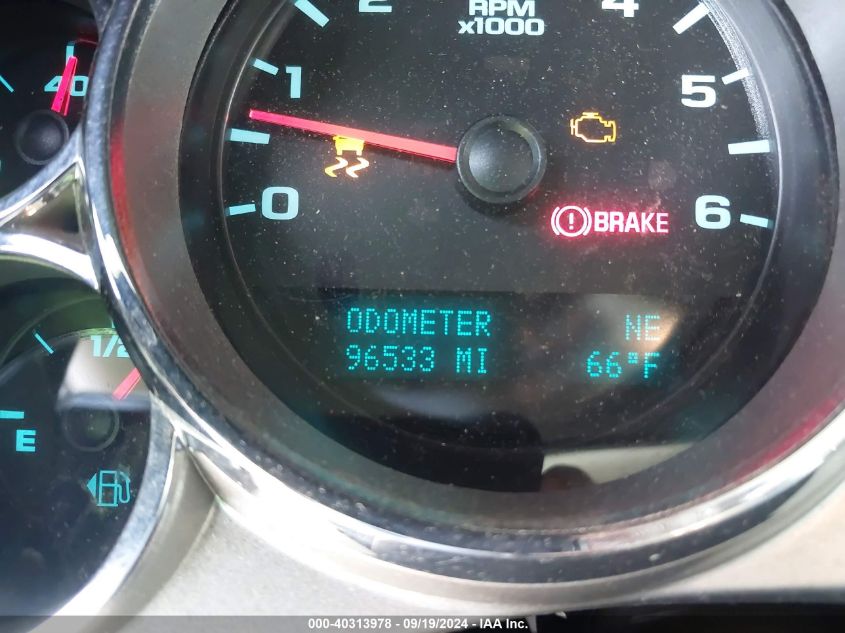 2
4
RPM
x1000
40
1
5
0
BRAKE
6
ODOMETER
NE
96533 MI
66°F
1/2
E
000-40313978 - 09/19/2024 - IAA Inc.